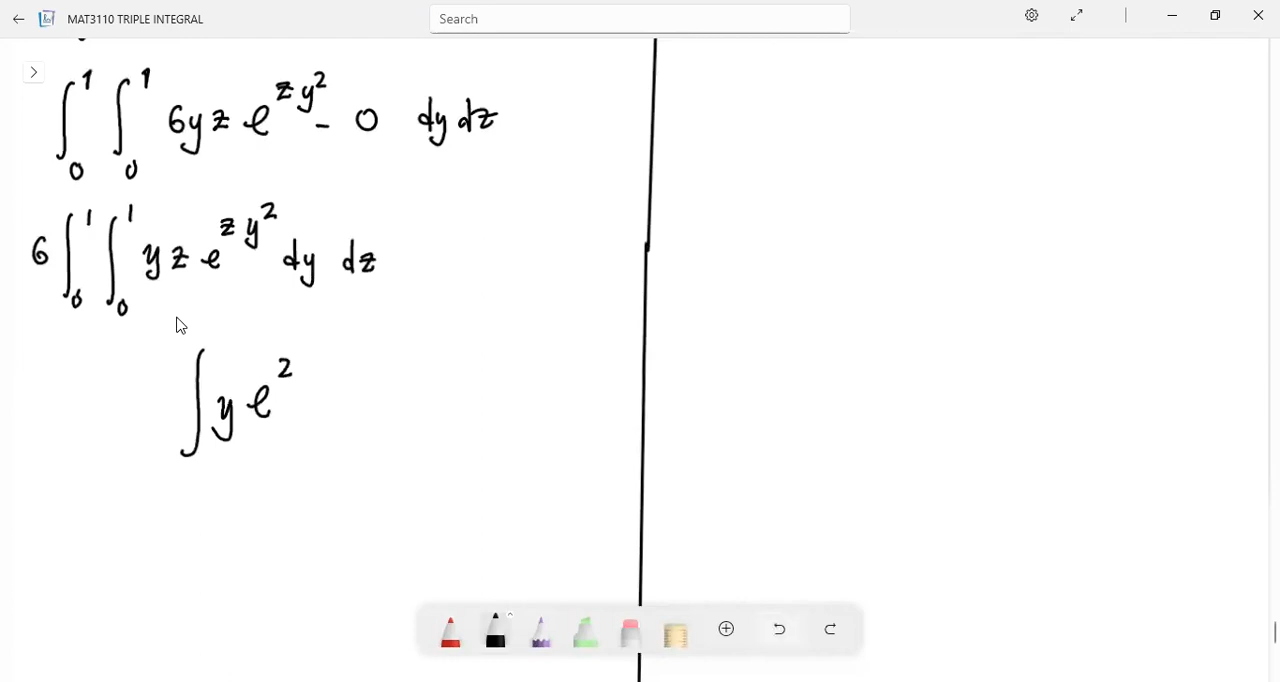 MAT3110 TRIPLE INTEGRAL
Search
∫₀¹ ∫₀¹ 6yz e^{zy²} - 0 dy dz
6 ∫₀¹ ∫₀¹ yz e^{zy²} dy dz
∫ y e²